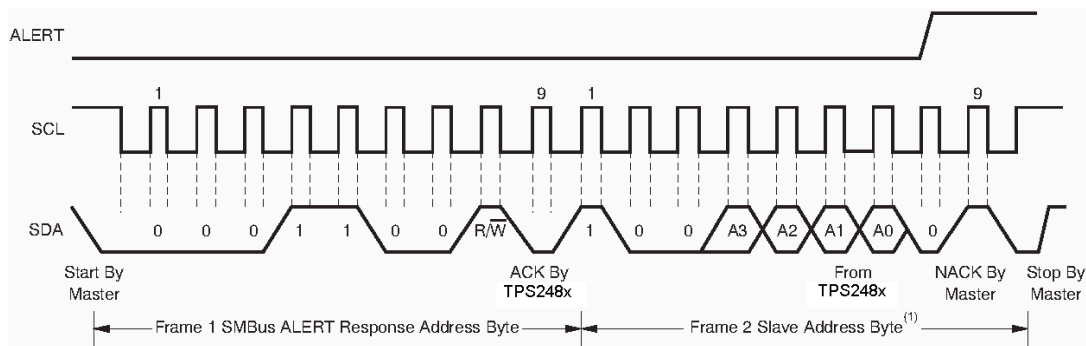 ALERT
1 9 1 9
SCL
SDA
0 0 0 1 1 0 0 R/W 1 0 0 A3 A2 A1 A0 0
Start By
Master
ACK By
TPS248x
From
TPS248x
NACK By
Master
Stop By
Master
Frame 1 SMBus ALERT Response Address Byte
Frame 2 Slave Address Byte(1)